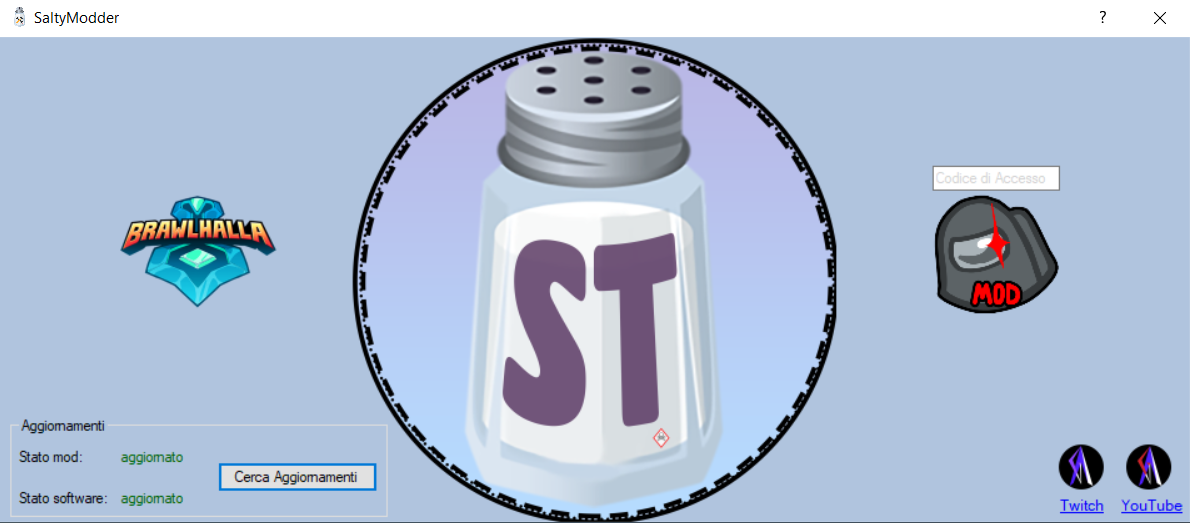 SaltyModder
?
BRAWLHALLA
ST
Codice di Accesso
MOD
Aggiornamenti
Stato mod: aggiornato
Cerca Aggiornamenti
Stato software: aggiornato
Twitch
YouTube